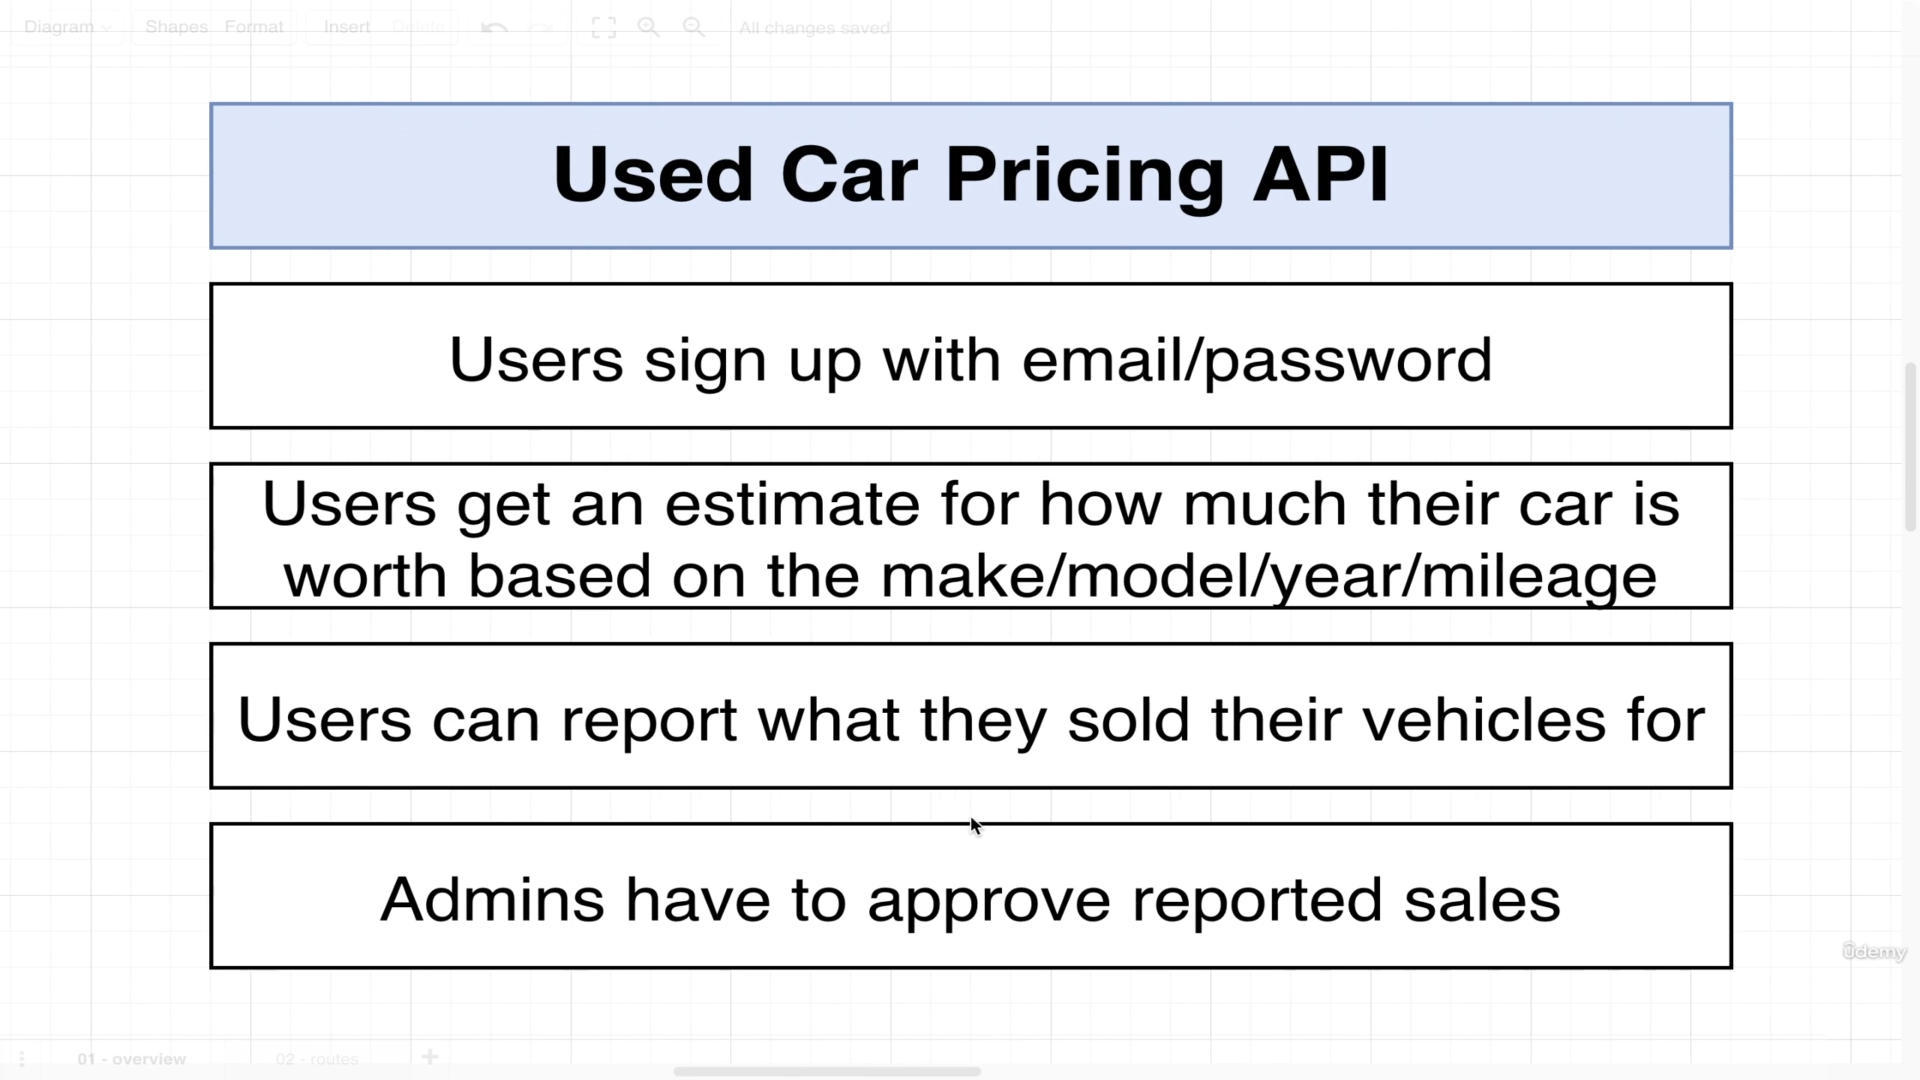 Diagram Shapes Format Insert Delete All changes saved
Used Car Pricing API
Users sign up with email/password
Users get an estimate for how much their car is
worth based on the make/model/year/mileage
Users can report what they sold their vehicles for
Admins have to approve reported sales
ûdemy
01 - overview 02 - routes